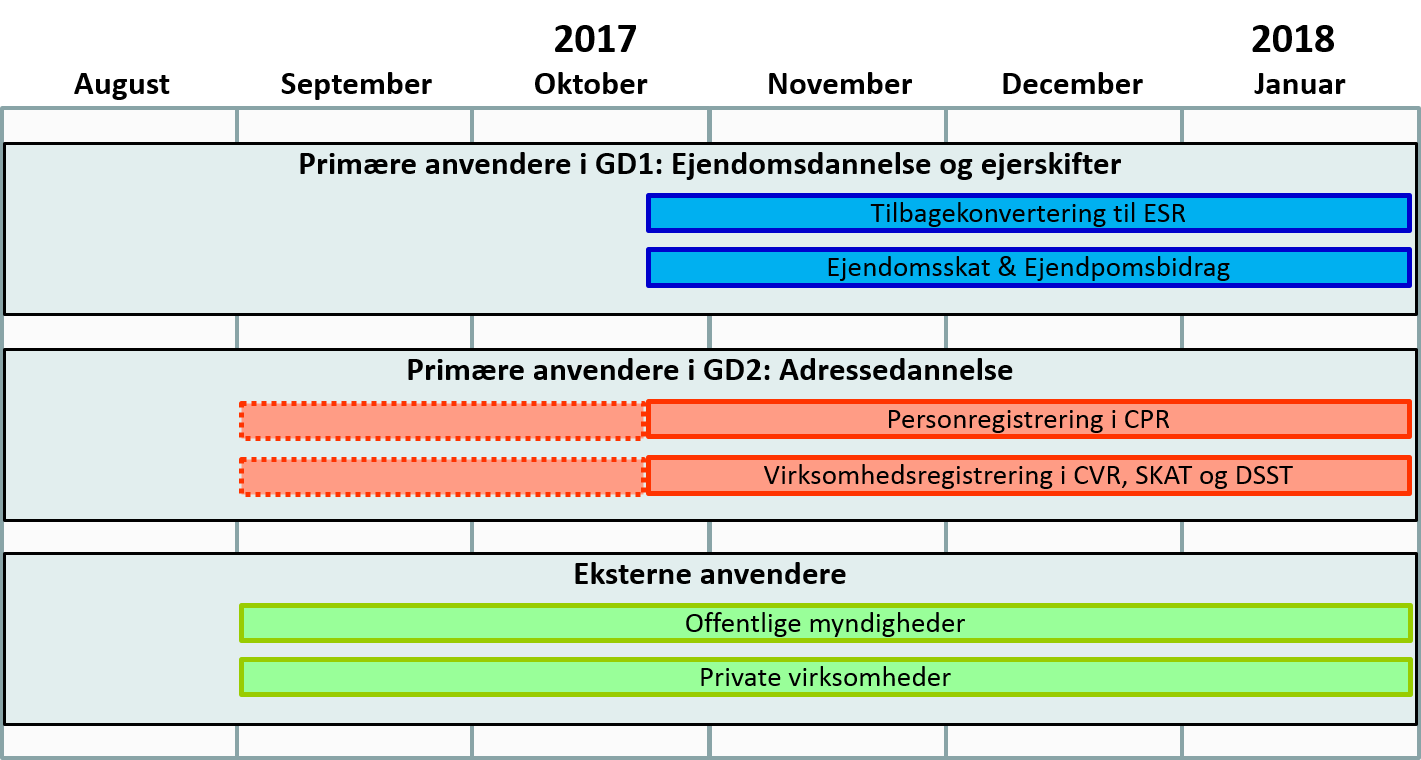 2017 2018
August September Oktober November December Januar
Primære anvendere i GD1: Ejendomsdannelse og ejerskifter
Tilbagekonvertering til ESR
Ejendomsskat & Ejendpomsbidrag
Primære anvendere i GD2: Adressedannelse
Personregistrering i CPR
Virksomhedsregistrering i CVR, SKAT og DSST
Eksterne anvendere
Offentlige myndigheder
Private virksomheder